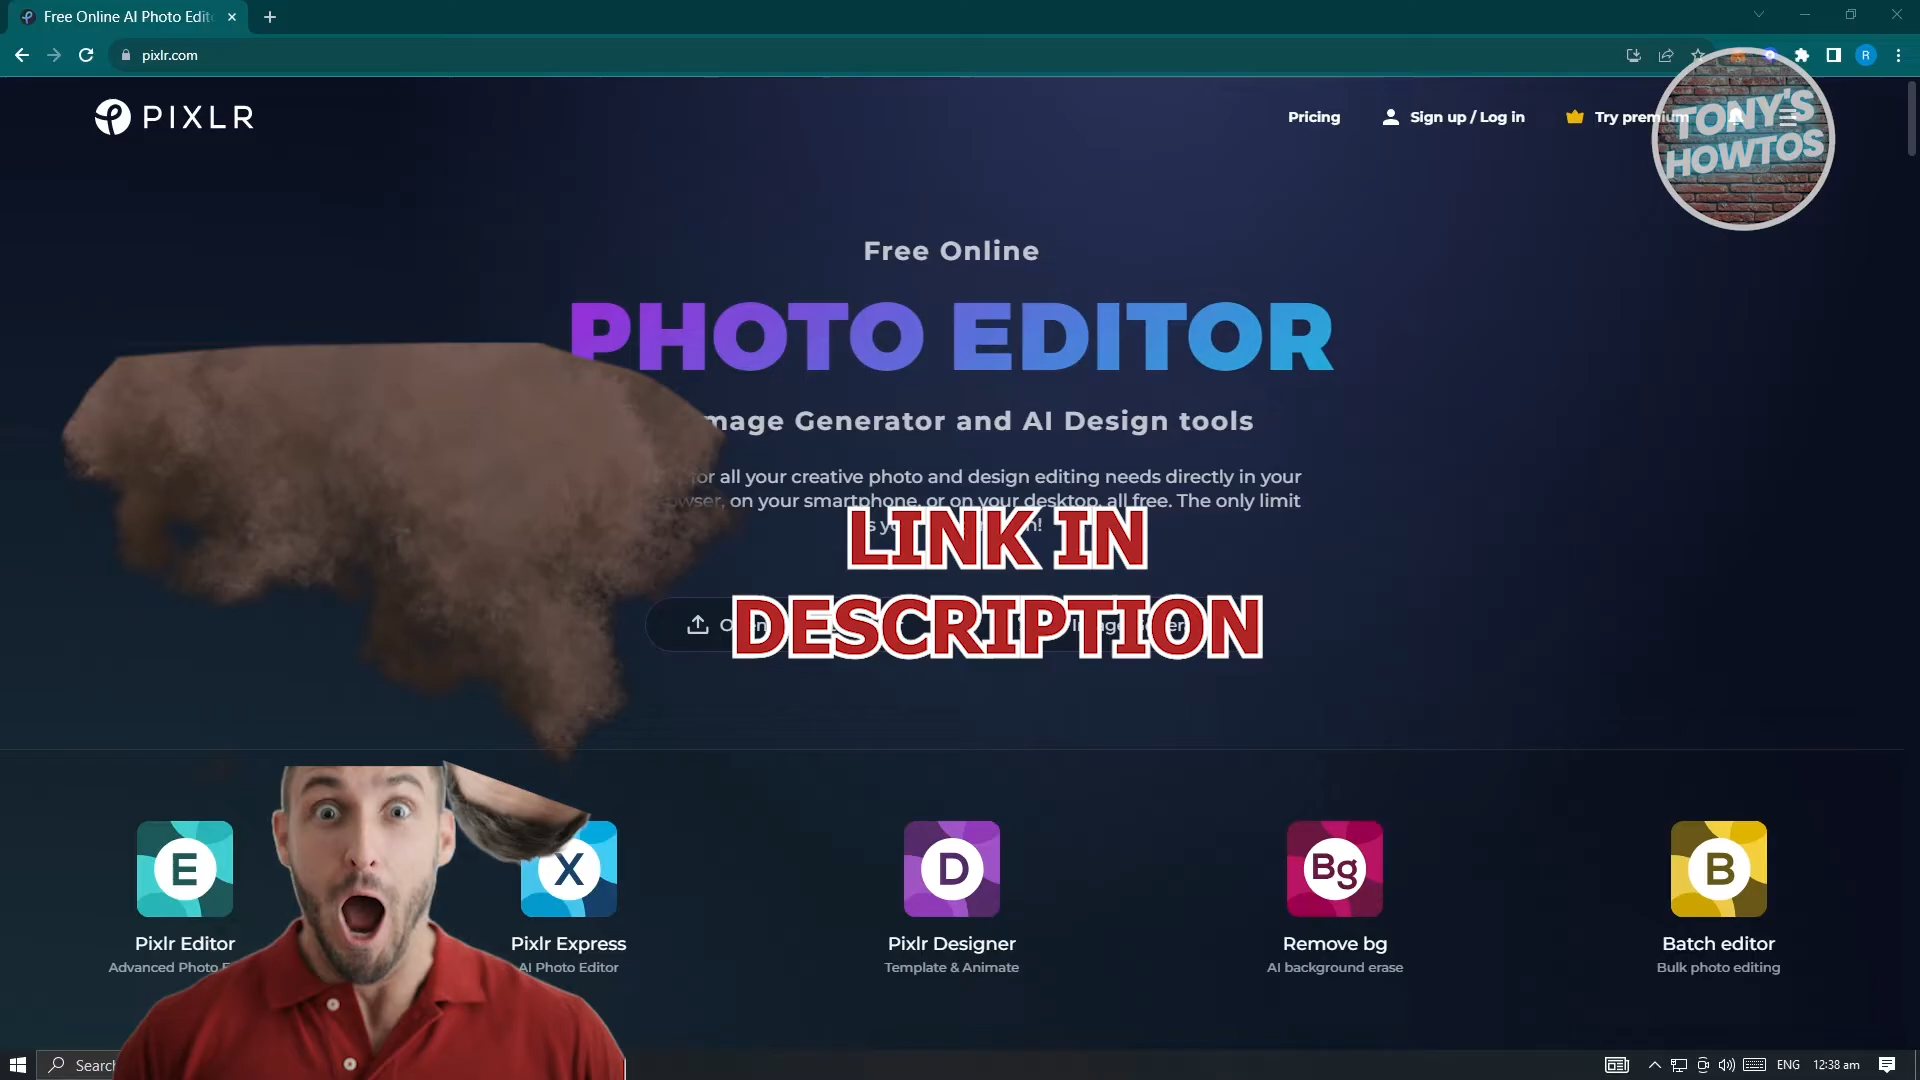 Free Online AI Photo Edit
pixlr.com
R
PIXLR
Pricing
Sign up / Log in
Try premium
TONY'S
HOWTOS
Free Online
PHOTO EDITOR
mage Generator and AI Design tools
for all your creative photo and design editing needs directly in your
owser, on your smartphone, or on your desktop, all free. The only limit
LINK IN
DESCRIPTION
E
X
D
Bg
B
Pixlr Editor
Pixlr Express
Pixlr Designer
Remove bg
Batch editor
Advanced Photo E
AI Photo Editor
Template & Animate
AI background erase
Bulk photo editing
Search
ENG
12:38 am